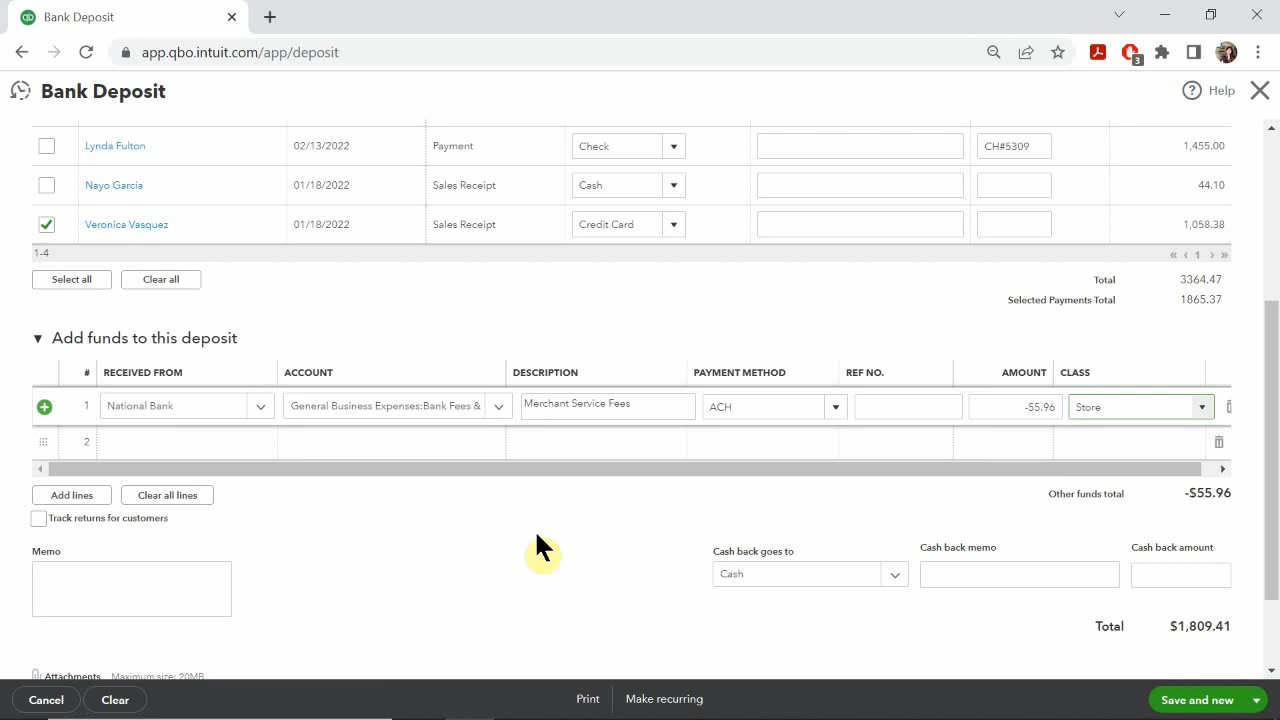 qb Bank Deposit
app.qbo.intuit.com/app/deposit
3
Bank Deposit
? Help
Lynda Fulton 02/13/2022 Payment Check CH#5309 1,455.00
Nayo Garcia 01/18/2022 Sales Receipt Cash 44.10
Veronica Vasquez 01/18/2022 Sales Receipt Credit Card 1,058.38
1-4 « ‹ 1 › »
Select all Clear all Total 3364.47
Selected Payments Total 1865.37
Add funds to this deposit
# RECEIVED FROM ACCOUNT DESCRIPTION PAYMENT METHOD REF NO. AMOUNT CLASS
1 National Bank General Business Expenses:Bank Fees & Merchant Service Fees ACH -55.96 Store
2
Add lines Clear all lines Other funds total -$55.96
Track returns for customers
Memo Cash back goes to Cash back memo Cash back amount
Cash
Total $1,809.41
Attachments Maximum size: 20MB
Cancel Clear Print Make recurring Save and new